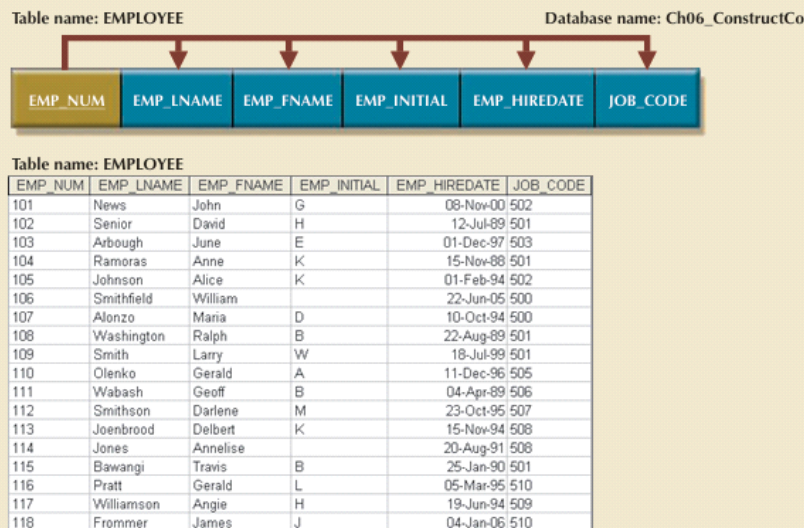 Table name: EMPLOYEE Database name: Ch06_ConstructCo
EMP_NUM EMP_LNAME EMP_FNAME EMP_INITIAL EMP_HIREDATE JOB_CODE
Table name: EMPLOYEE
EMP_NUM EMP_LNAME EMP_FNAME EMP_INITIAL EMP_HIREDATE JOB_CODE
101 News John G 08-Nov-00 502
102 Senior David H 12-Jul-89 501
103 Arbough June E 01-Dec-97 503
104 Ramoras Anne K 15-Nov-88 501
105 Johnson Alice K 01-Feb-94 502
106 Smithfield William 22-Jun-05 500
107 Alonzo Maria D 10-Oct-94 500
108 Washington Ralph B 22-Aug-89 501
109 Smith Larry W 18-Jul-99 501
110 Olenko Gerald A 11-Dec-96 505
111 Wabash Geoff B 04-Apr-89 506
112 Smithson Darlene M 23-Oct-95 507
113 Joenbrood Delbert K 15-Nov-94 508
114 Jones Annelise 20-Aug-91 508
115 Bawangi Travis B 25-Jan-90 501
116 Pratt Gerald L 05-Mar-95 510
117 Williamson Angie H 19-Jun-94 509
118 Frommer James J 04-Jan-06 510